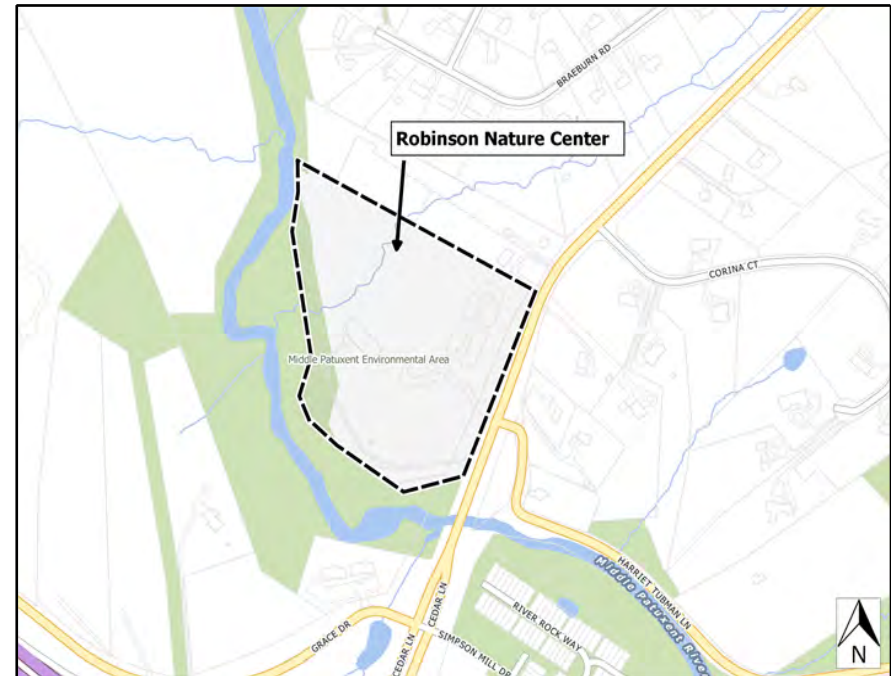 BRAEBURN RD
Robinson Nature Center
CORINA CT
Middle Patuxent Environmental Area
HARRIET TUBMAN LN
Middle Patuxent River
RIVER ROCK WAY
CEDAR LN
GRACE DR
CEDAR LN
SIMPSON MILL DR
N